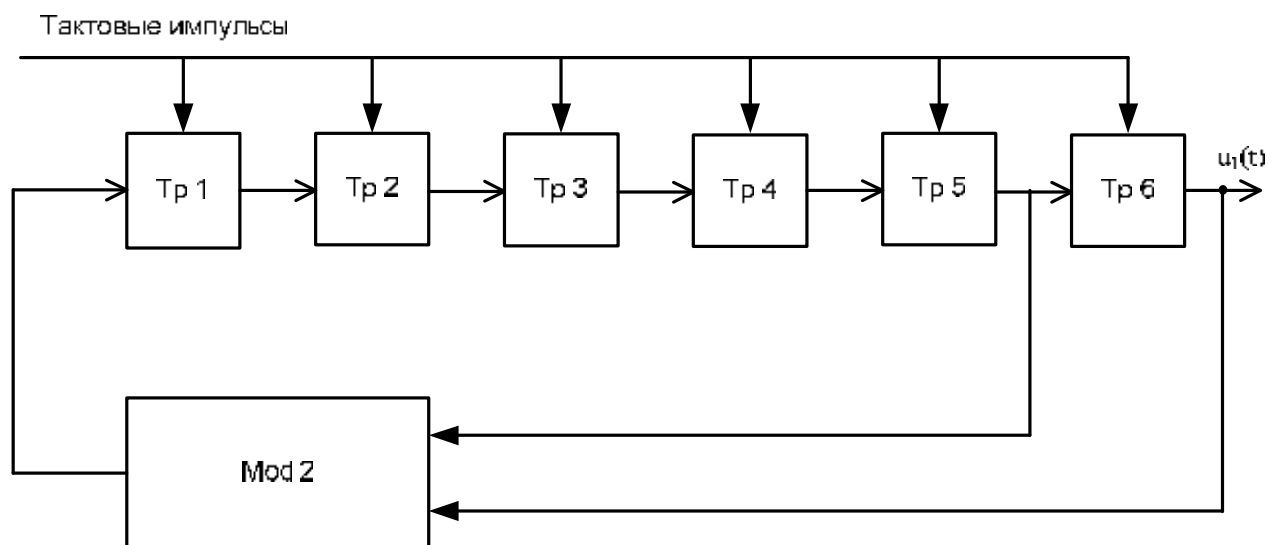 Тактовые импульсы
Тр 1
Тр 2
Тр 3
Тр 4
Тр 5
Тр 6
u₁(t)
Mod 2